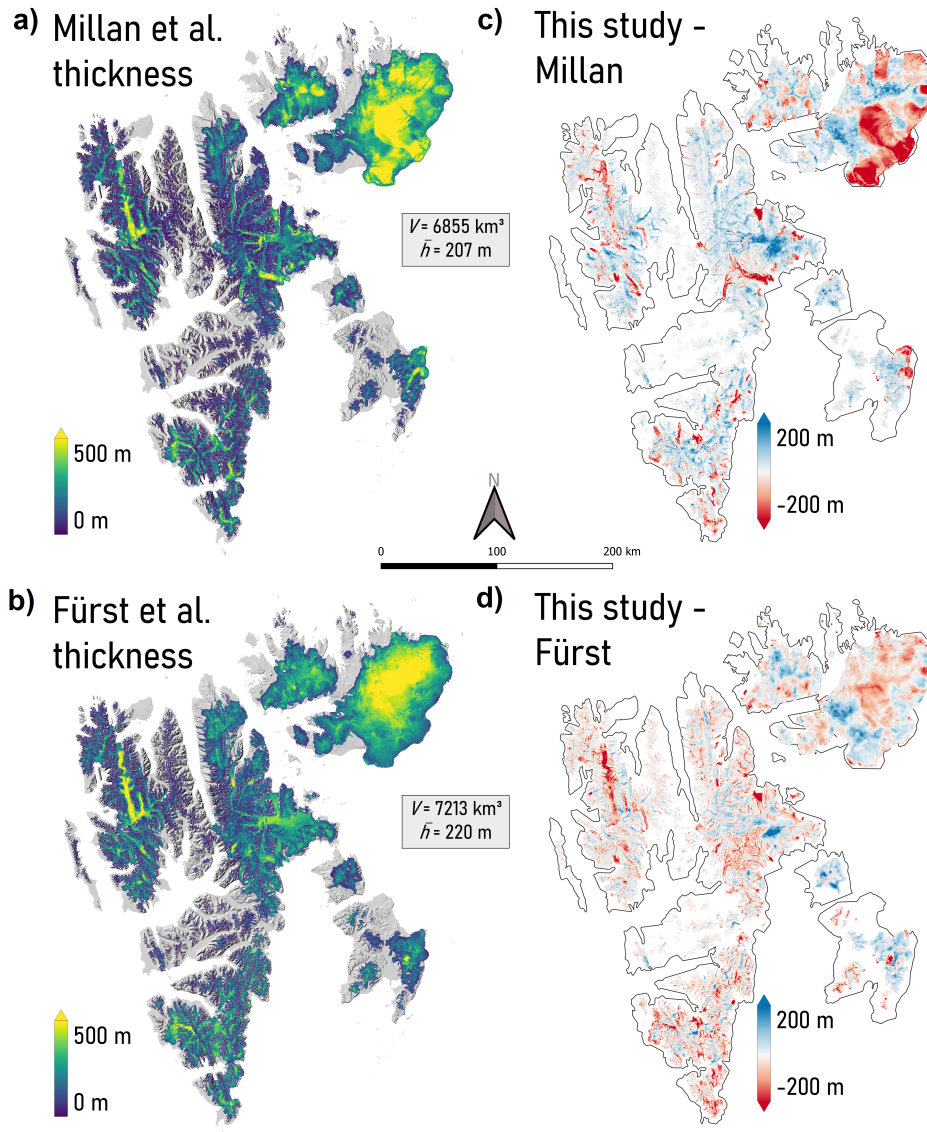 a) Millan et al.
thickness
V = 6855 km³
h̄ = 207 m
500 m
0 m
c) This study -
Millan
200 m
-200 m
N
0 100 200 km
b) Fürst et al.
thickness
V = 7213 km³
h̄ = 220 m
500 m
0 m
d) This study -
Fürst
200 m
-200 m